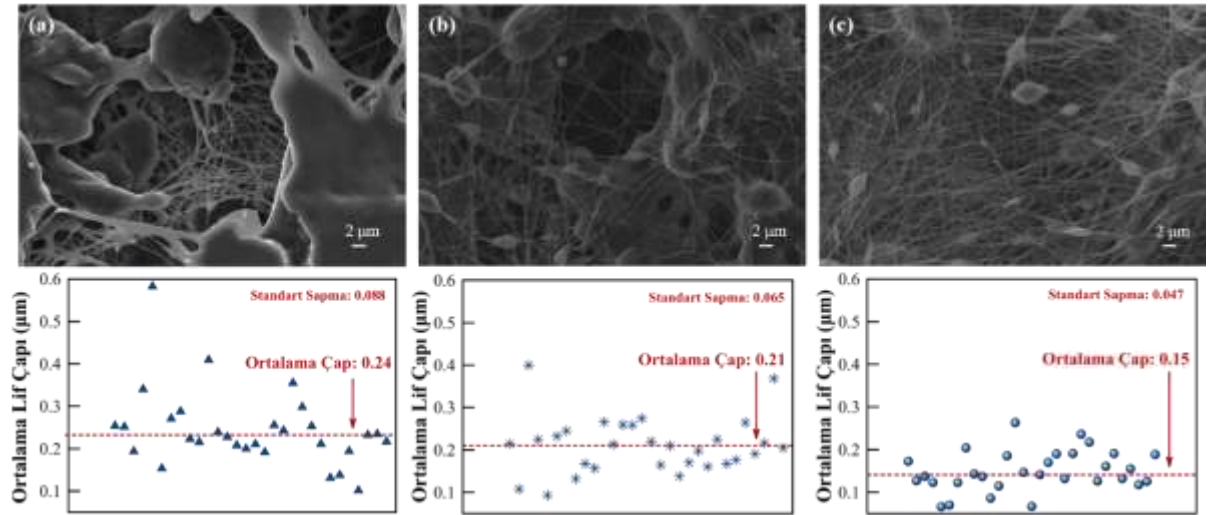 (a)
(b)
(c)
2 μm
2 μm
2 μm
Ortalama Lif Çapı (μm)
0.6
0.5
0.4
0.3
0.2
0.1
Standart Sapma: 0.088
Ortalama Çap: 0.24
Ortalama Lif Çapı (μm)
0.6
0.5
0.4
0.3
0.2
0.1
Standart Sapma: 0.065
Ortalama Çap: 0.21
Ortalama Lif Çapı (μm)
0.6
0.5
0.4
0.3
0.2
0.1
Standart Sapma: 0.047
Ortalama Çap: 0.15